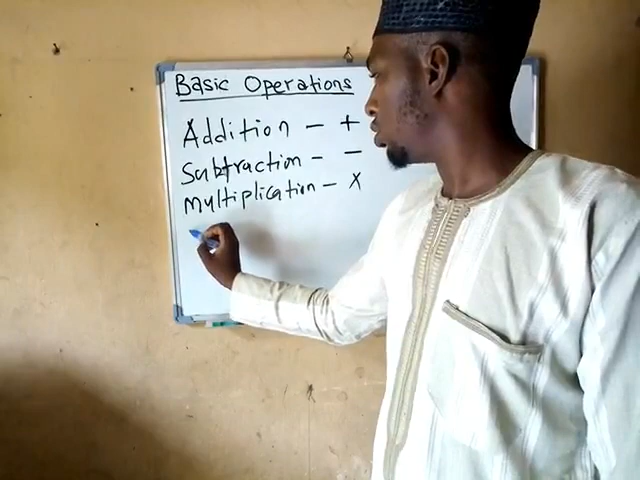 Basic Operations
Addition – +
Subtraction – –
Multiplication – x